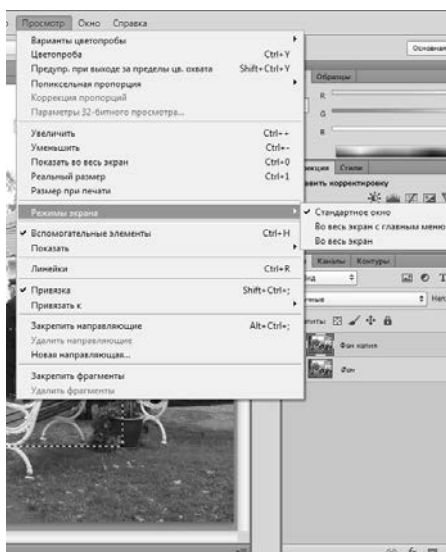 Просмотр Окно Справка
Варианты цветопробы
Цветопроба Ctrl+Y
Предупр. при выходе за пределы цв. охвата Shift+Ctrl+Y
Попиксельная пропорция
Коррекция пропорций
Параметры 32-битного просмотра...
Увеличить Ctrl++
Уменьшить Ctrl+-
Показать во весь экран Ctrl+0
Реальный размер Ctrl+1
Размер при печати
Режимы экрана
Вспомогательные элементы Ctrl+H
Показать
Линейки Ctrl+R
Привязка Shift+Ctrl+;
Привязать к
Закрепить направляющие Alt+Ctrl+;
Удалить направляющие
Новая направляющая...
Закрепить фрагменты
Удалить фрагменты
Стандартное окно
Во весь экран с главным меню
Во весь экран
Основная
Образцы
R
G
B
Стили
корректировку
Каналы Контуры
Фон копия
Фон